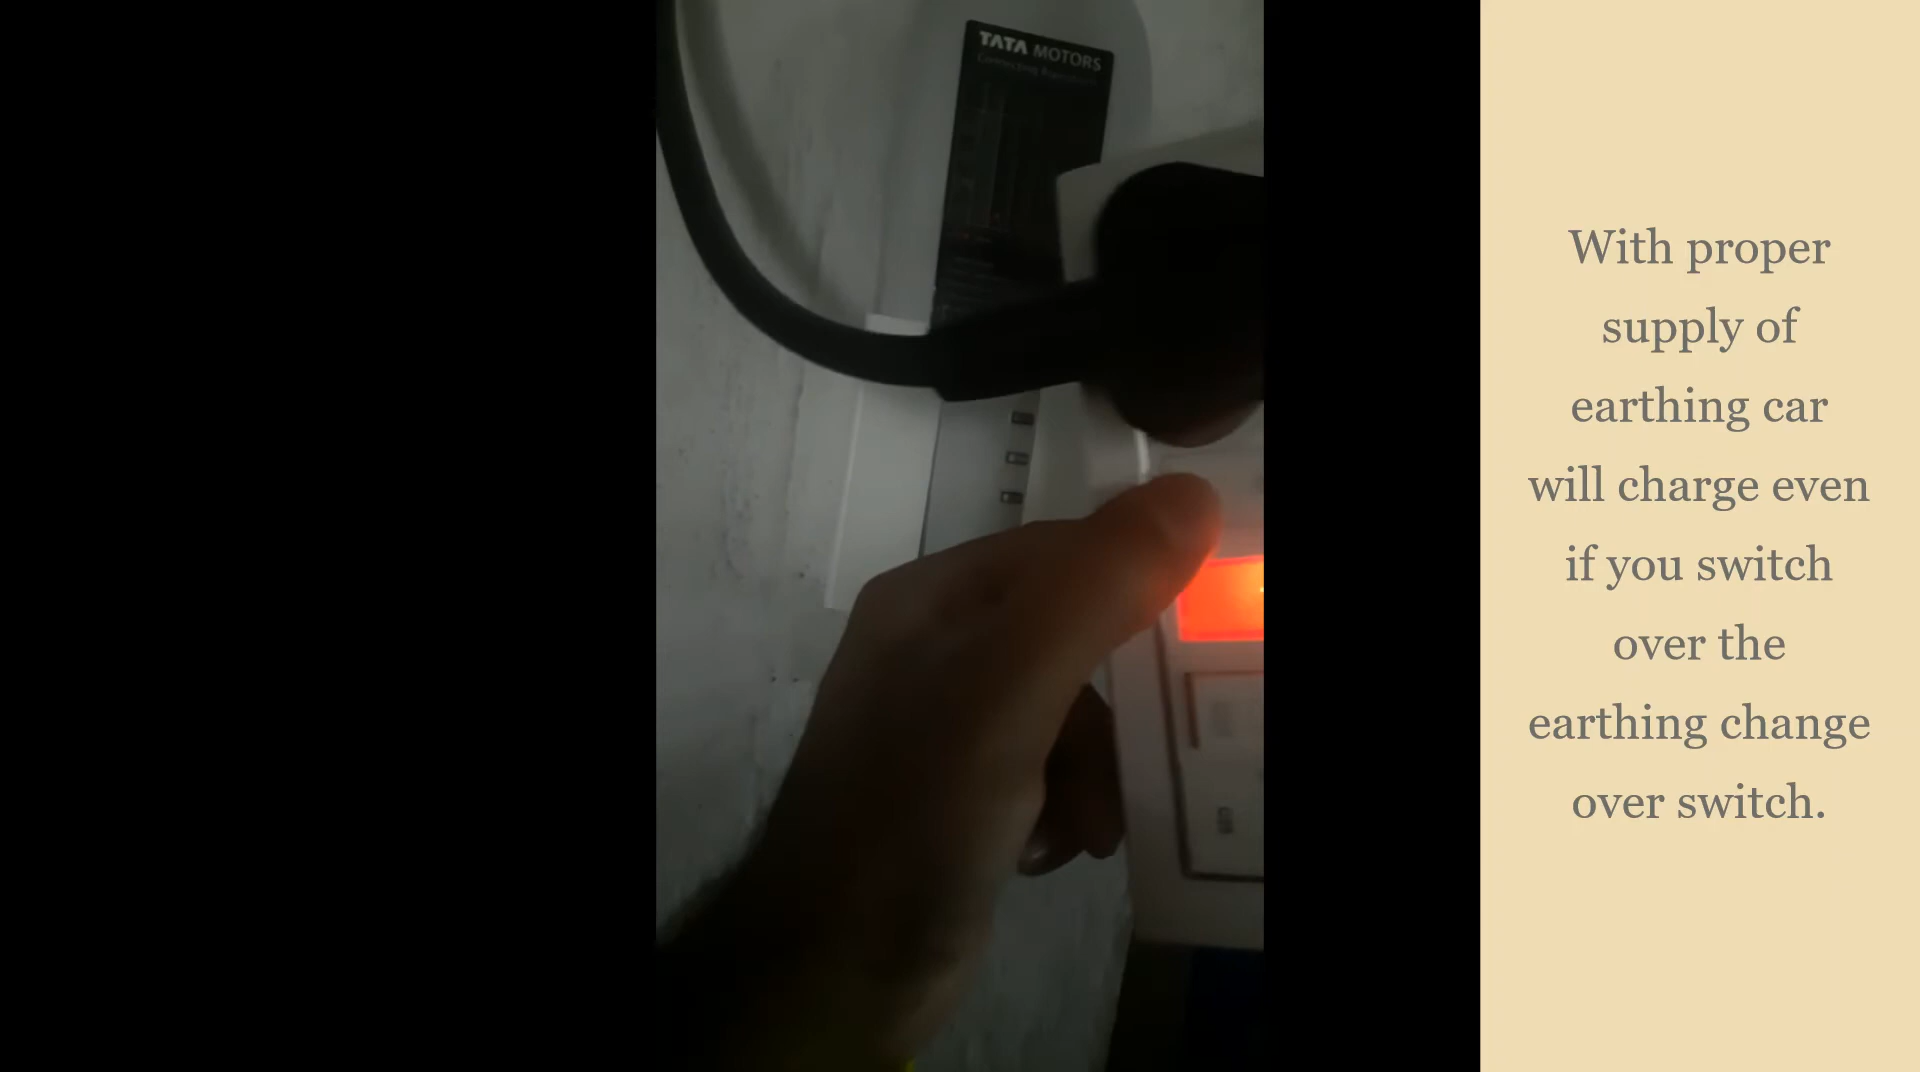 TATA MOTORS
With proper
supply of
earthing car
will charge even
if you switch
over the
earthing change
over switch.